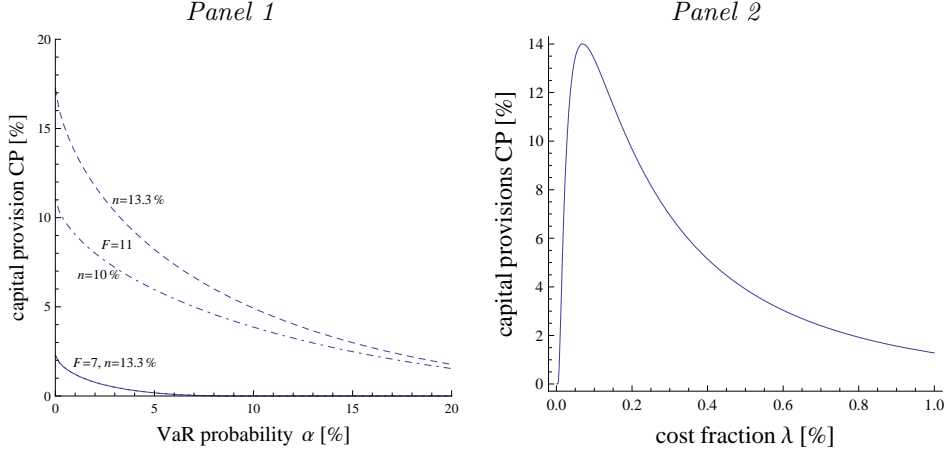 Panel 1
20
15
10
5
0
0
5
10
15
20
capital provision CP [%]
n=13.3 %
F=11
n=10 %
F=7, n=13.3 %
VaR probability α [%]
Panel 2
14
12
10
8
6
4
2
0
0.0
0.2
0.4
0.6
0.8
1.0
capital provisions CP [%]
cost fraction λ [%]